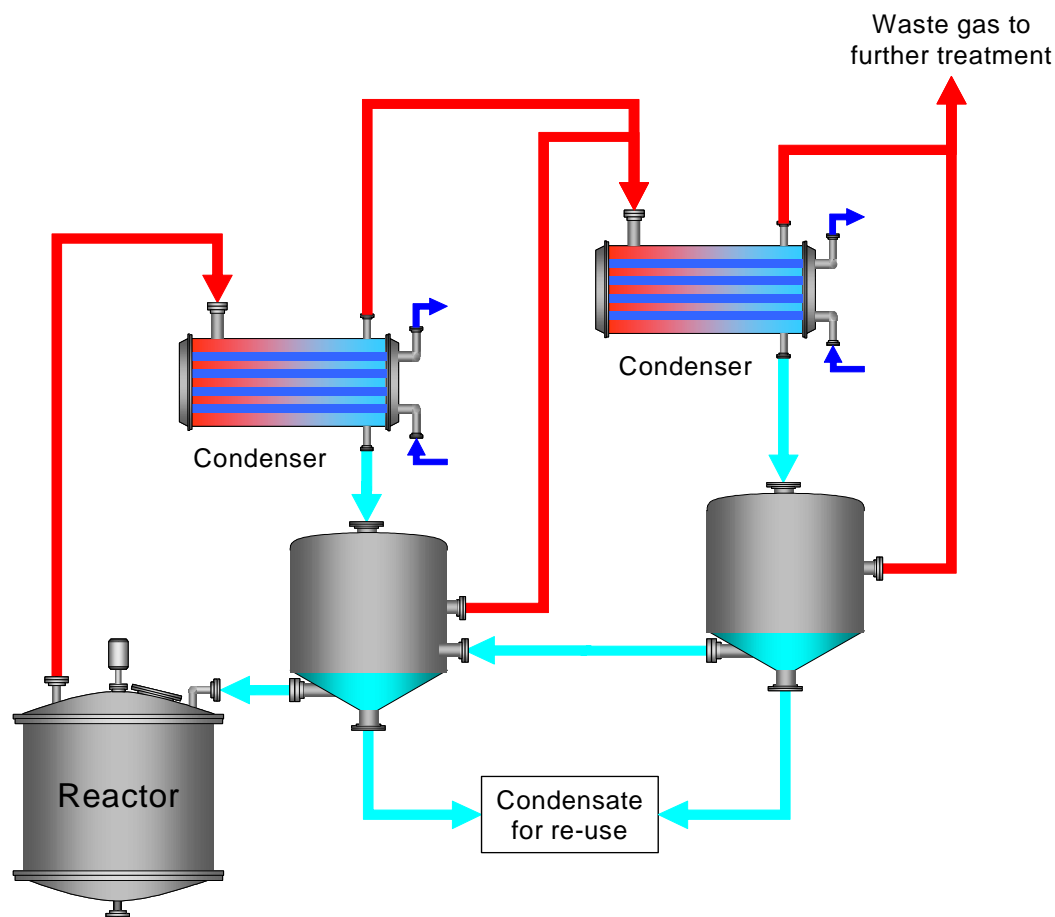 Waste gas to
further treatment
Condenser
Condenser
Reactor
Condensate
for re-use